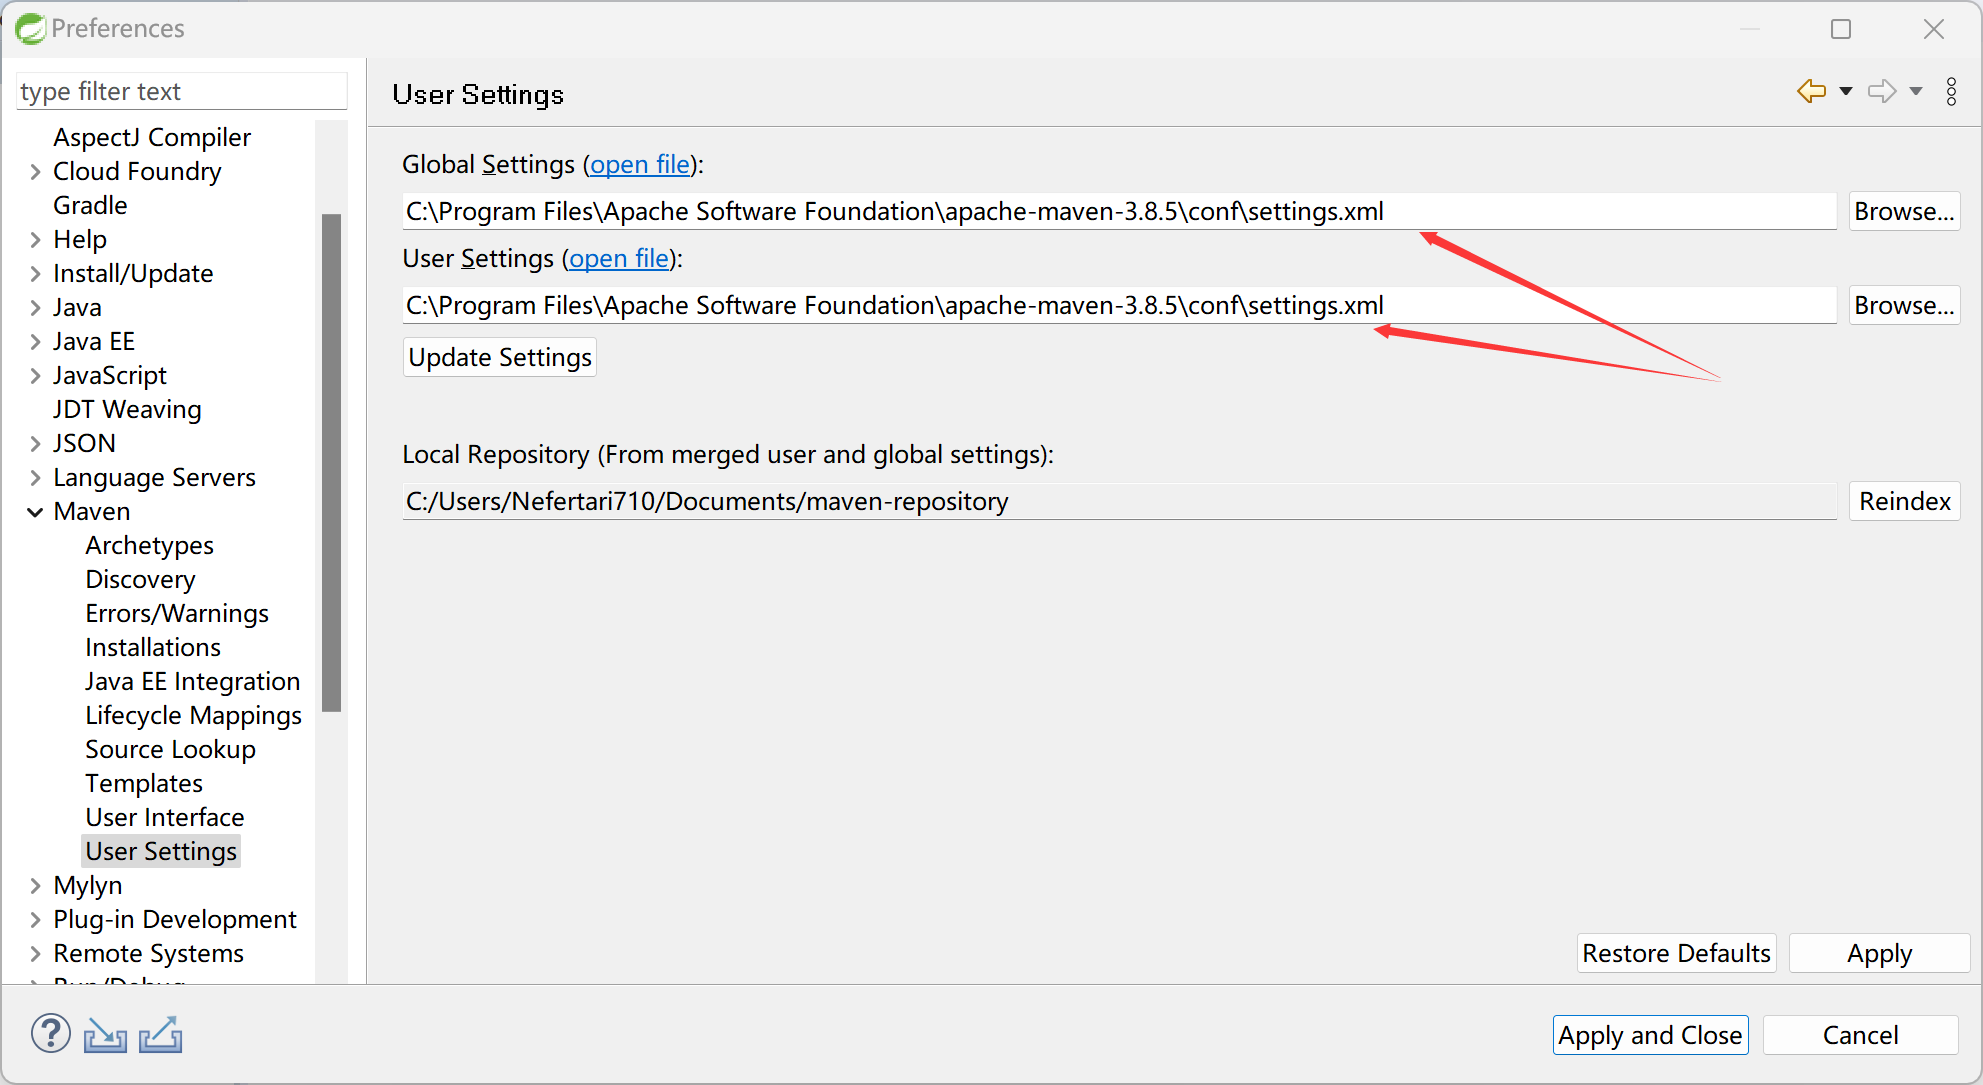 Preferences
type filter text
AspectJ Compiler
Cloud Foundry
Gradle
Help
Install/Update
Java
Java EE
JavaScript
JDT Weaving
JSON
Language Servers
Maven
Archetypes
Discovery
Errors/Warnings
Installations
Java EE Integration
Lifecycle Mappings
Source Lookup
Templates
User Interface
User Settings
Mylyn
Plug-in Development
Remote Systems
Run/Debug
User Settings
Global Settings (open file):
C:\Program Files\Apache Software Foundation\apache-maven-3.8.5\conf\settings.xml
Browse...
User Settings (open file):
C:\Program Files\Apache Software Foundation\apache-maven-3.8.5\conf\settings.xml
Browse...
Update Settings
Local Repository (From merged user and global settings):
C:/Users/Nefertari710/Documents/maven-repository
Reindex
Restore Defaults
Apply
Apply and Close
Cancel